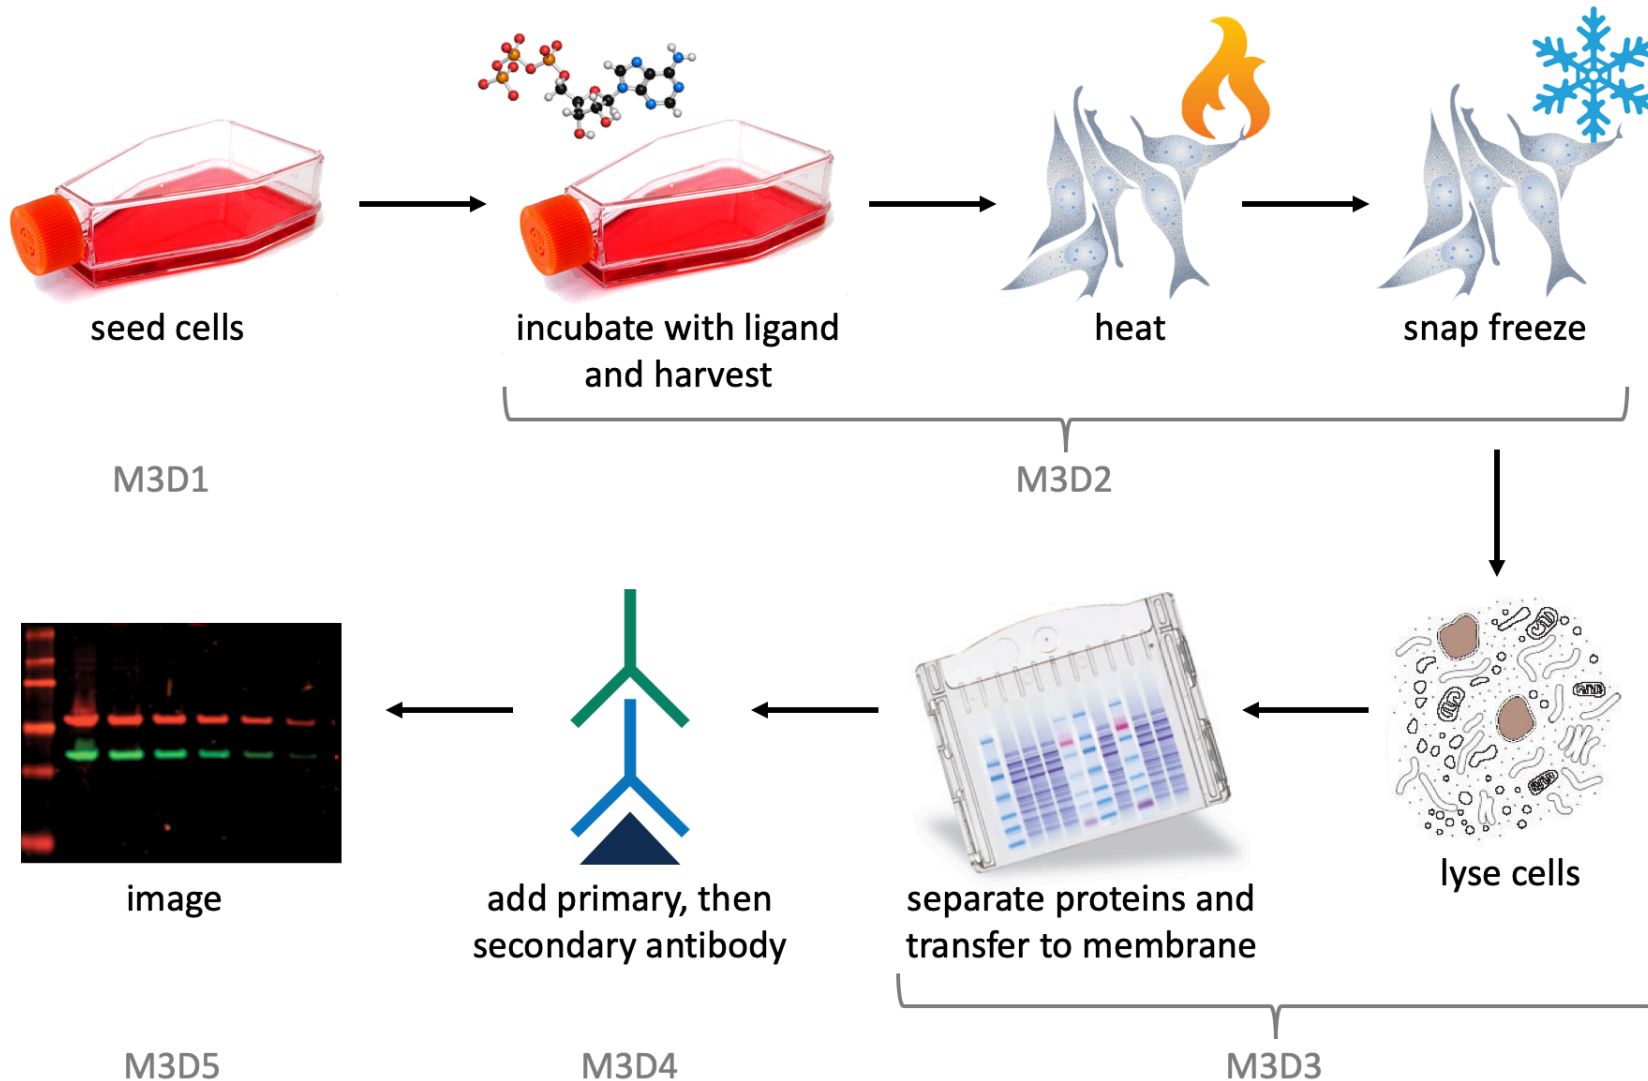 seed cells
incubate with ligand
and harvest
heat
snap freeze
M3D1
M3D2
lyse cells
separate proteins and
transfer to membrane
add primary, then
secondary antibody
image
M3D5
M3D4
M3D3